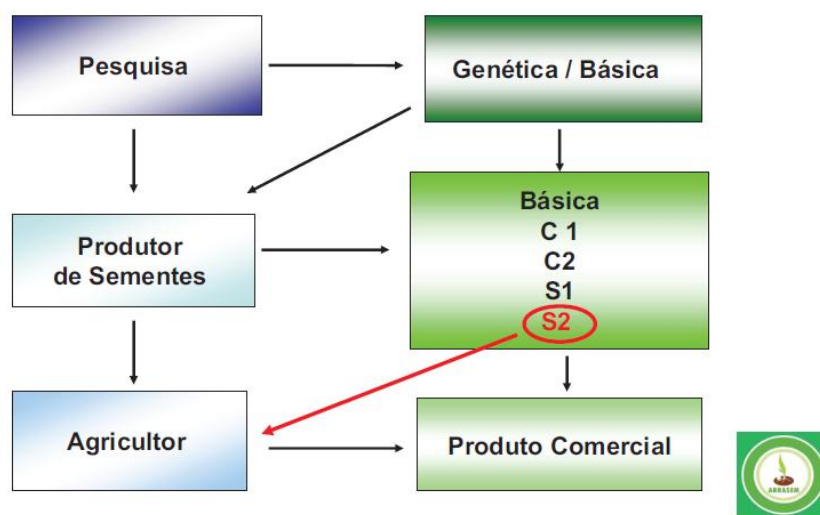 Pesquisa
Genética / Básica
Produtor
de Sementes
Básica
C 1
C2
S1
S2
Agricultor
Produto Comercial
ABRASEM